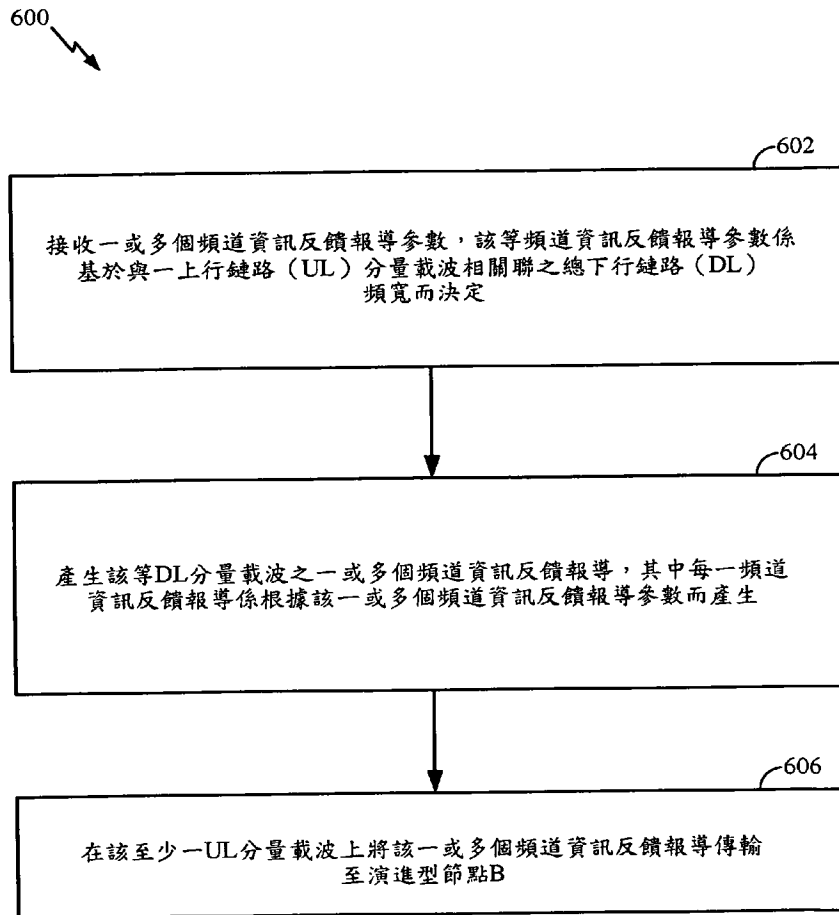 600
602
接收一或多個頻道資訊反饋報導參數，該等頻道資訊反饋報導參數係
基於與一上行鏈路（UL）分量載波相關聯之總下行鏈路（DL）
頻寬而決定
604
產生該等DL分量載波之一或多個頻道資訊反饋報導，其中每一頻道
資訊反饋報導係根據該一或多個頻道資訊反饋報導參數而產生
606
在該至少一UL分量載波上將該一或多個頻道資訊反饋報導傳輸
至演進型節點B